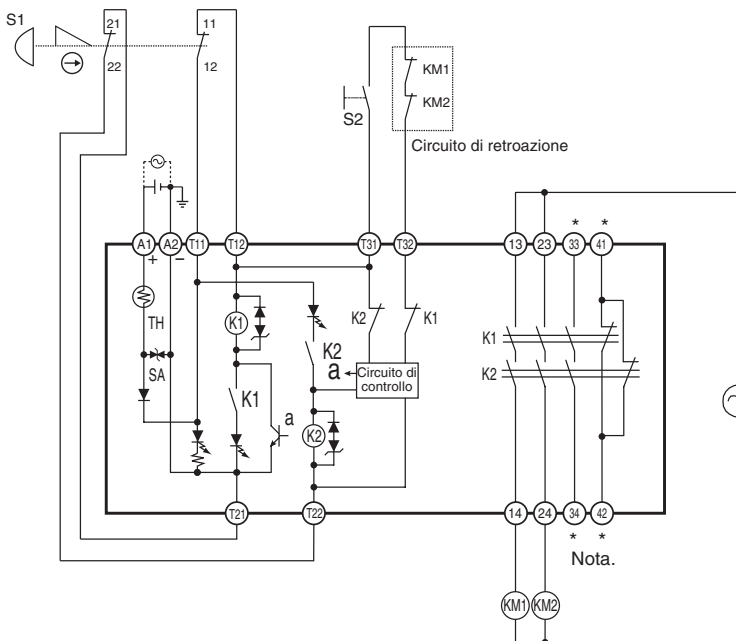 S1
21
22
11
12
S2
KM1
KM2
Circuito di retroazione
A1
A2
T11
T12
T31
T32
13
23
33
41
*
*
+
−
TH
SA
K1
K1
a
K2
K2
K2
K1
a
Circuito di
controllo
K1
K2
T21
T22
14
24
34
42
*
*
Nota.
KM1
KM2